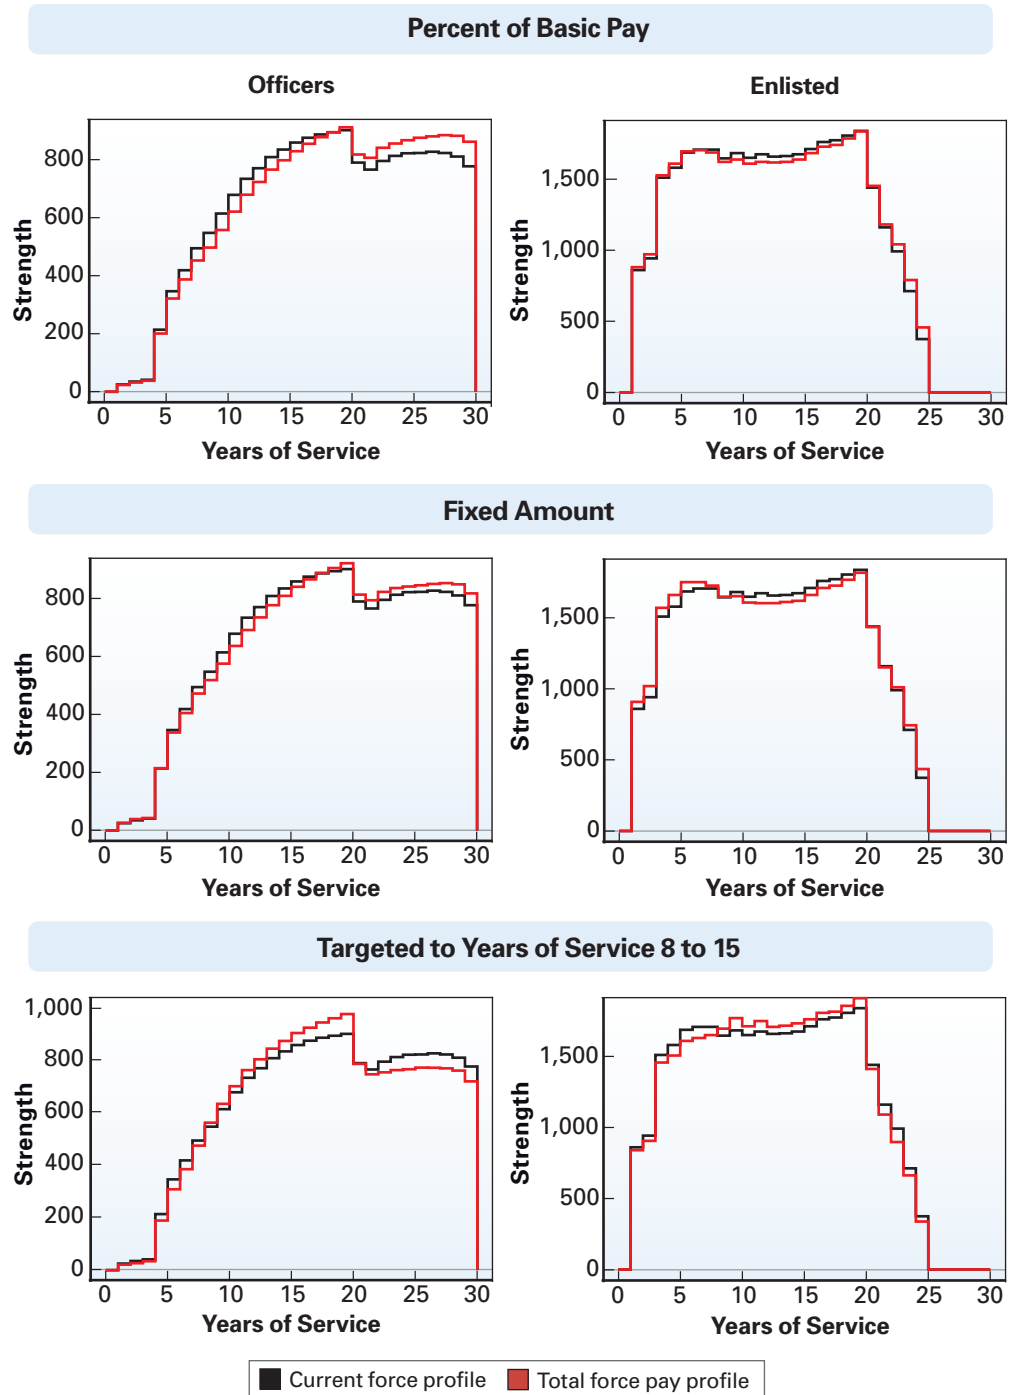 Percent of Basic Pay
Officers
Enlisted
Strength
800
600
400
200
0
0 5 10 15 20 25 30
Years of Service
Strength
1,500
1,000
500
0
0 5 10 15 20 25 30
Years of Service
Fixed Amount
Strength
800
600
400
200
0
0 5 10 15 20 25 30
Years of Service
Strength
1,500
1,000
500
0
0 5 10 15 20 25 30
Years of Service
Targeted to Years of Service 8 to 15
Strength
1,000
800
600
400
200
0
0 5 10 15 20 25 30
Years of Service
Strength
1,500
1,000
500
0
0 5 10 15 20 25 30
Years of Service
Current force profile Total force pay profile